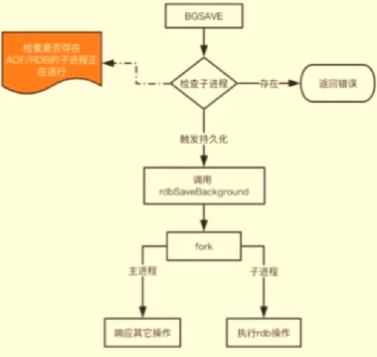 BGSAVE
检查是否存在
AOF/RDB的子进程正
在进行
检查子进程
存在
返回错误
触发持久化
调用
rdbSaveBackground
fork
主进程
子进程
响应其它操作
执行rdb操作